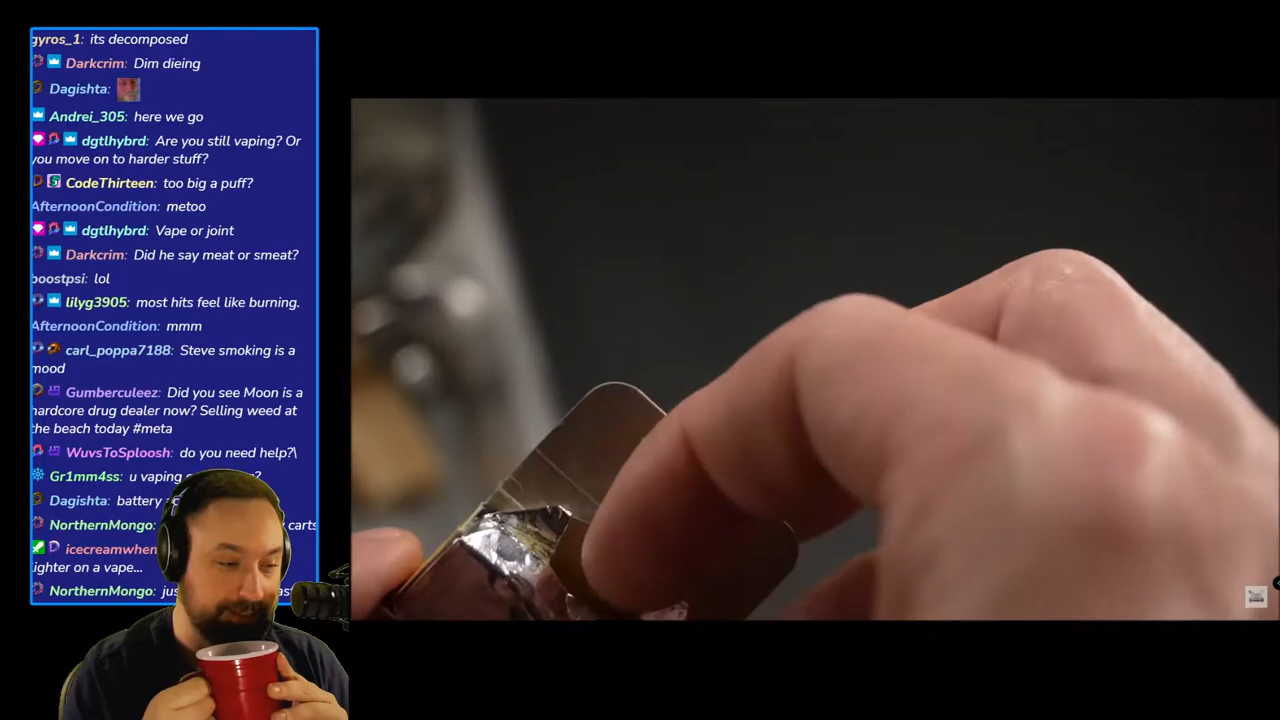 gyros_1: its decomposed
Darkcrim: Dim dieing
Dagishta:
Andrei_305: here we go
dgtlhybrd: Are you still vaping? Or
you move on to harder stuff?
CodeThirteen: too big a puff?
AfternoonCondition: metoo
dgtlhybrd: Vape or joint
Darkcrim: Did he say meat or smeat?
boostpsi: lol
lilyg3905: most hits feel like burning.
AfternoonCondition: mmm
carl_poppa7188: Steve smoking is a
mood
Gumberculeez: Did you see Moon is a
hardcore drug dealer now? Selling weed at
the beach today #meta
WuvsToSploosh: do you need help?\
Gr1mm4ss: u vaping
Dagishta: battery
NorthernMongo: carts
icecreamwhen
lighter on a vape...
NorthernMongo: